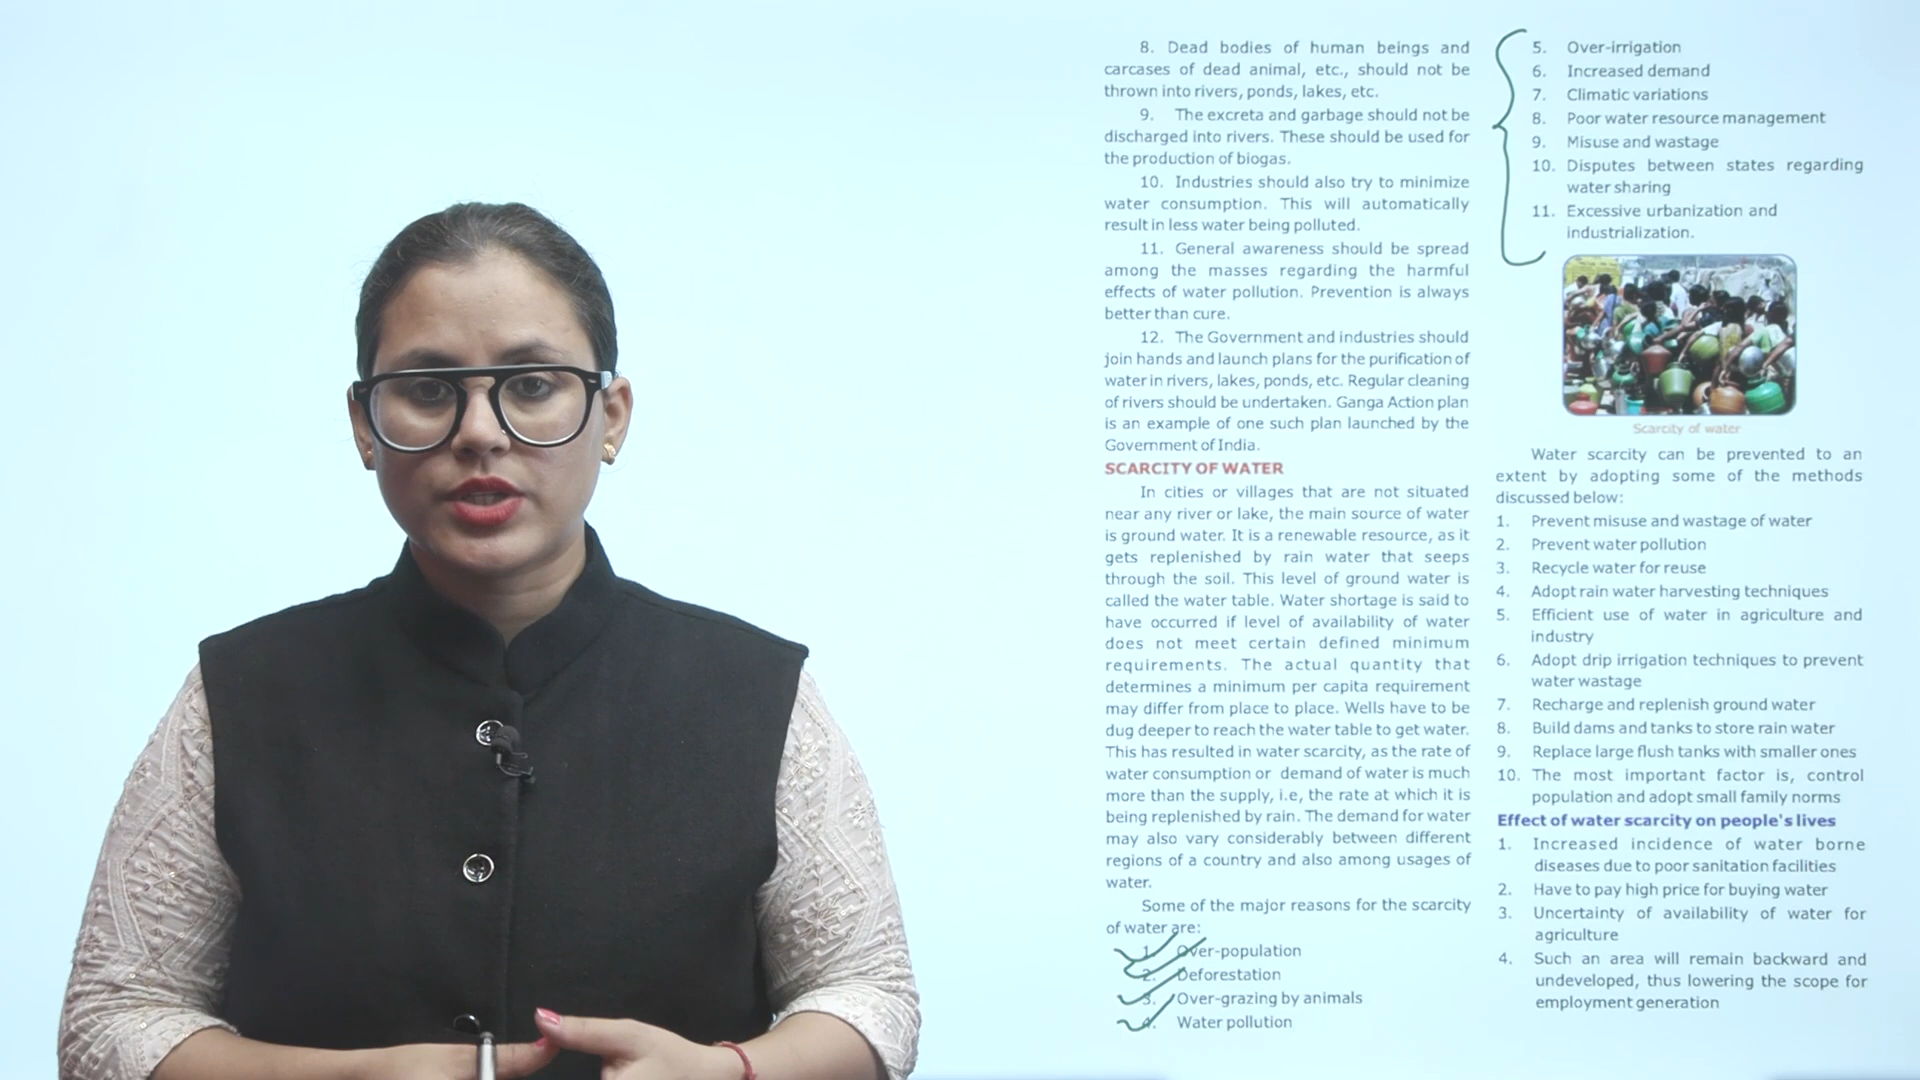 8. Dead bodies of human beings and
carcases of dead animal, etc., should not be
thrown into rivers, ponds, lakes, etc.
9. The excreta and garbage should not be
discharged into rivers. These should be used for
the production of biogas.
10. Industries should also try to minimize
water consumption. This will automatically
result in less water being polluted.
11. General awareness should be spread
among the masses regarding the harmful
effects of water pollution. Prevention is always
better than cure.
12. The Government and industries should
join hands and launch plans for the purification of
water in rivers, lakes, ponds, etc. Regular cleaning
of rivers should be undertaken. Ganga Action plan
is an example of one such plan launched by the
Government of India.
SCARCITY OF WATER
In cities or villages that are not situated
near any river or lake, the main source of water
is ground water. It is a renewable resource, as it
gets replenished by rain water that seeps
through the soil. This level of ground water is
called the water table. Water shortage is said to
have occurred if level of availability of water
does not meet certain defined minimum
requirements. The actual quantity that
determines a minimum per capita requirement
may differ from place to place. Wells have to be
dug deeper to reach the water table to get water.
This has resulted in water scarcity, as the rate of
water consumption or demand of water is much
more than the supply, i.e, the rate at which it is
being replenished by rain. The demand for water
may also vary considerably between different
regions of a country and also among usages of
water.
Some of the major reasons for the scarcity
of water are:
1. Over-population
2. Deforestation
3. Over-grazing by animals
4. Water pollution
5. Over-irrigation
6. Increased demand
7. Climatic variations
8. Poor water resource management
9. Misuse and wastage
10. Disputes between states regarding
water sharing
11. Excessive urbanization and
industrialization.
Scarcity of water
Water scarcity can be prevented to an
extent by adopting some of the methods
discussed below:
1. Prevent misuse and wastage of water
2. Prevent water pollution
3. Recycle water for reuse
4. Adopt rain water harvesting techniques
5. Efficient use of water in agriculture and
industry
6. Adopt drip irrigation techniques to prevent
water wastage
7. Recharge and replenish ground water
8. Build dams and tanks to store rain water
9. Replace large flush tanks with smaller ones
10. The most important factor is, control
population and adopt small family norms
Effect of water scarcity on people's lives
1. Increased incidence of water borne
diseases due to poor sanitation facilities
2. Have to pay high price for buying water
3. Uncertainty of availability of water for
agriculture
4. Such an area will remain backward and
undeveloped, thus lowering the scope for
employment generation